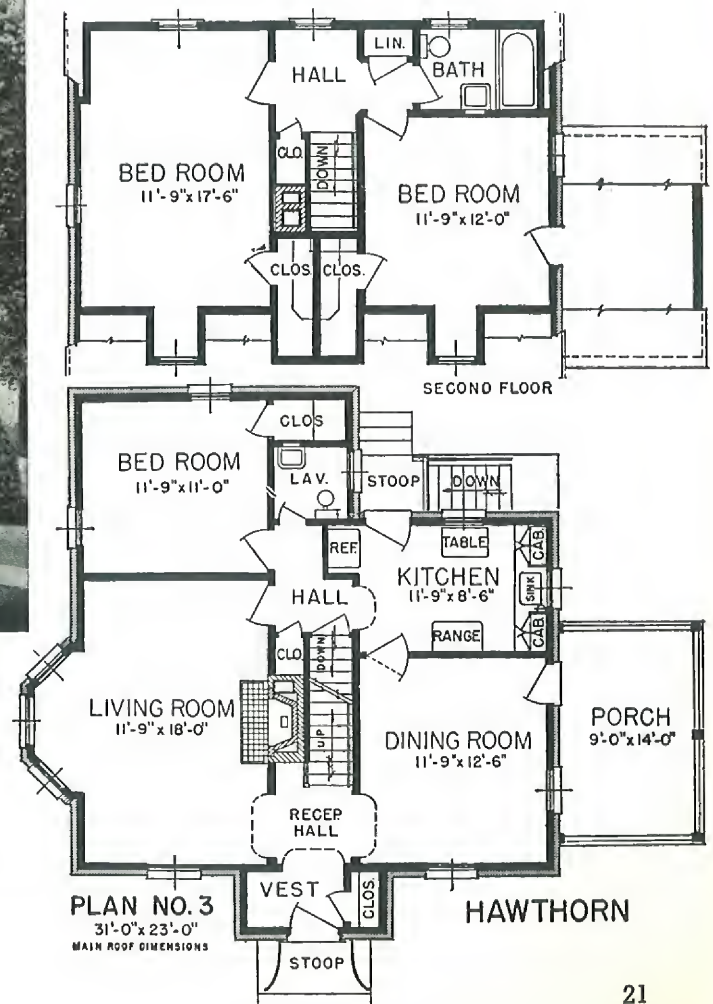 LIN.
HALL
BATH
CLO.
DOWN
BED ROOM
11'-9"x17'-6"
BED ROOM
11'-9"x12'-0"
CLOS.
CLOS.
SECOND FLOOR
CLOS
BED ROOM
11'-9"x11'-0"
LAV.
STOOP
DOWN
REF.
TABLE
CAB.
KITCHEN
11'-9"x8'-6"
SINK
HALL
RANGE
CAB.
CLO.
DOWN
LIVING ROOM
11'-9"x18'-0"
UP
DINING ROOM
11'-9"x12'-6"
PORCH
9'-0"x14'-0"
RECEP
HALL
VEST
CLOS.
PLAN NO. 3
31'-0"x23'-0"
MAIN ROOF DIMENSIONS
HAWTHORN
STOOP
21